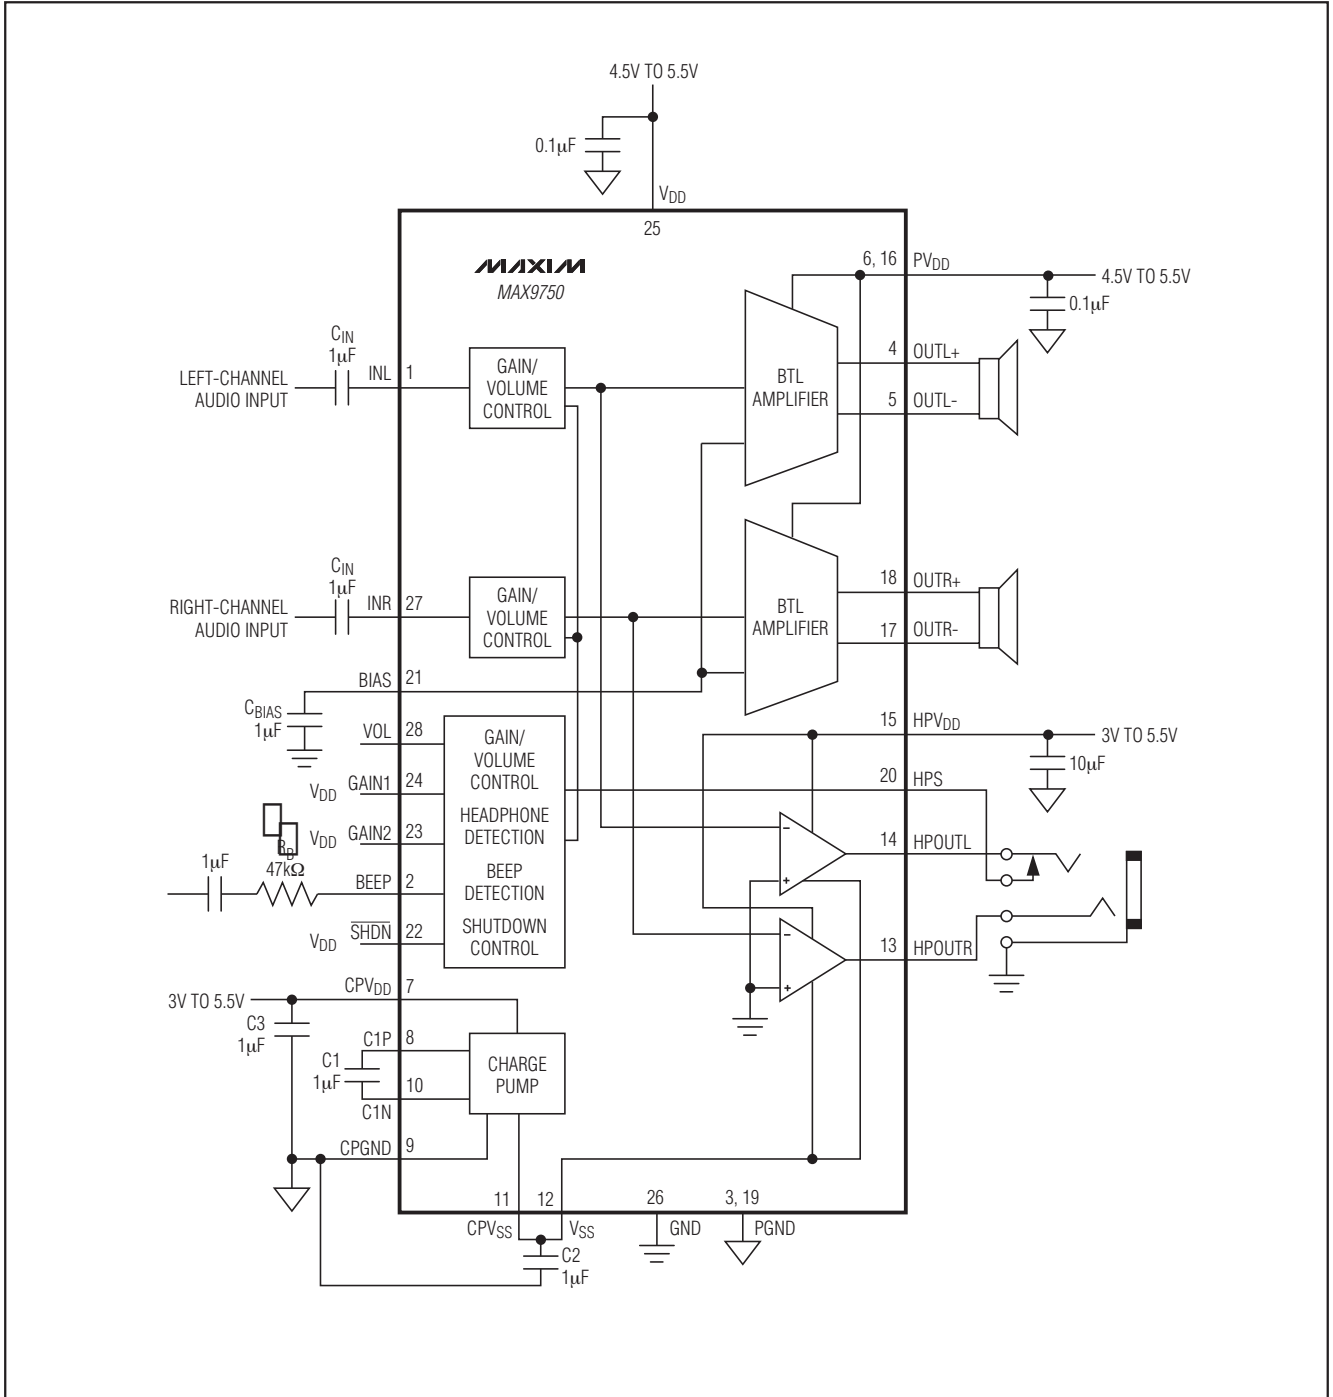 4.5V TO 5.5V
0.1µF
VDD
25
MAXIM
MAX9750
6, 16
PVDD
4.5V TO 5.5V
0.1µF
CIN
1µF
LEFT-CHANNEL
AUDIO INPUT
INL
1
GAIN/
VOLUME
CONTROL
BTL
AMPLIFIER
4
OUTL+
5
OUTL-
CIN
1µF
RIGHT-CHANNEL
AUDIO INPUT
INR
27
GAIN/
VOLUME
CONTROL
BTL
AMPLIFIER
18
OUTR+
17
OUTR-
BIAS
21
CBIAS
1µF
VOL
28
VDD
GAIN1
24
VDD
GAIN2
23
1µF
RB
47kΩ
BEEP
2
VDD
SHDN
22
GAIN/
VOLUME
CONTROL
HEADPHONE
DETECTION
BEEP
DETECTION
SHUTDOWN
CONTROL
15
HPVDD
3V TO 5.5V
10µF
20
HPS
14
HPOUTL
13
HPOUTR
−
+
−
+
3V TO 5.5V
CPVDD
7
C3
1µF
C1P
8
C1
1µF
10
C1N
CHARGE
PUMP
CPGND
9
11
12
26
3, 19
CPVSS
VSS
GND
PGND
C2
1µF